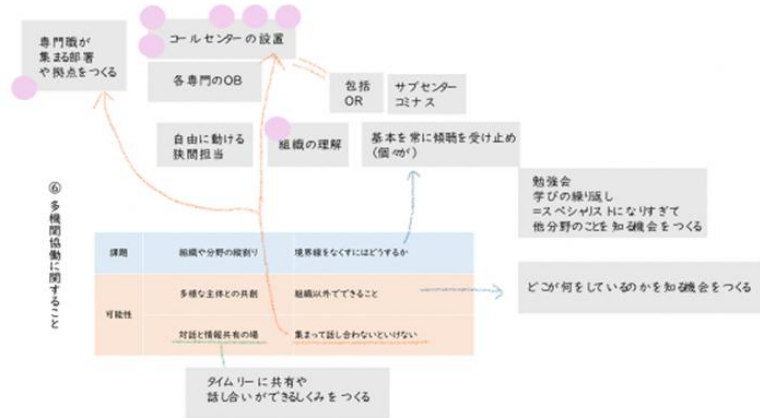 専門職が
集まる部署
や拠点をつくる
コールセンターの設置
各専門のOB
包括
OR
サブセンター
コミナス
自由に動ける
狭間担当
組織の理解
基本を常に傾聴を受け止め
(個々が)
勉強会
学びの繰り返し
=スペシャリストになりすぎて
他分野のことを知る機会をつくる
⑥多機関協働に関すること
課題
組織や分野の縦割り
境界線をなくすにはどうするか
可能性
多様な主体との共創
組織以外でできること
対話と情報共有の場
集まって話し合わないといけない
どこが何をしているのかを知る機会をつくる
タイムリーに共有や
話し合いができるしくみをつくる